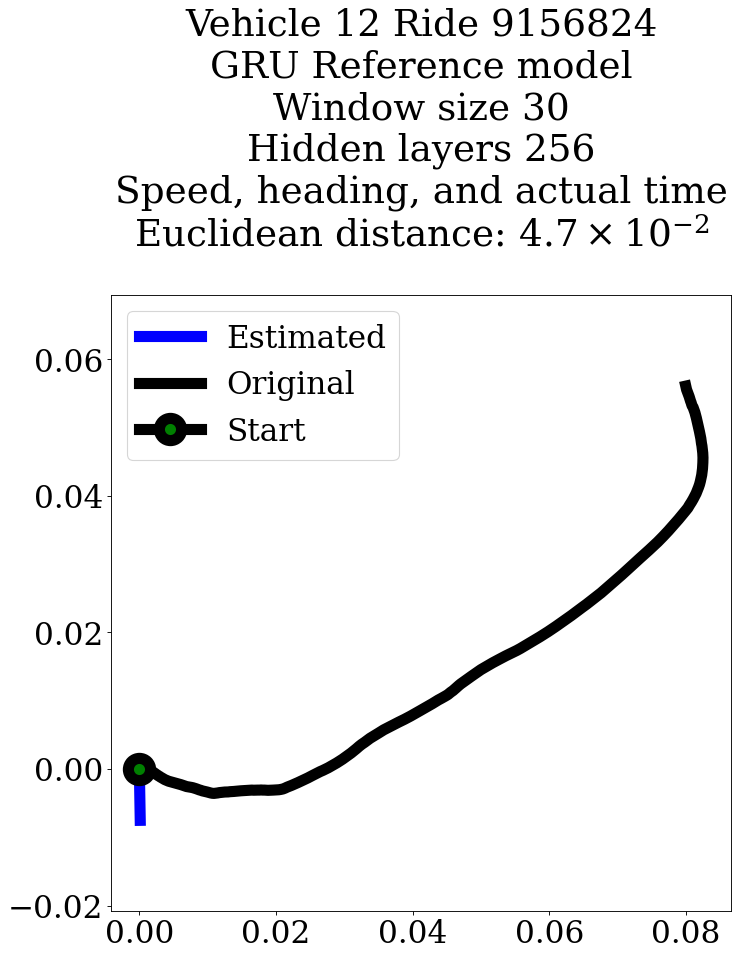 Vehicle 12 Ride 9156824
GRU Reference model
Window size 30
Hidden layers 256
Speed, heading, and actual time
Euclidean distance: 4.7 × 10⁻²
Estimated
Original
Start
0.06
0.04
0.02
0.00
−0.02
0.00 0.02 0.04 0.06 0.08